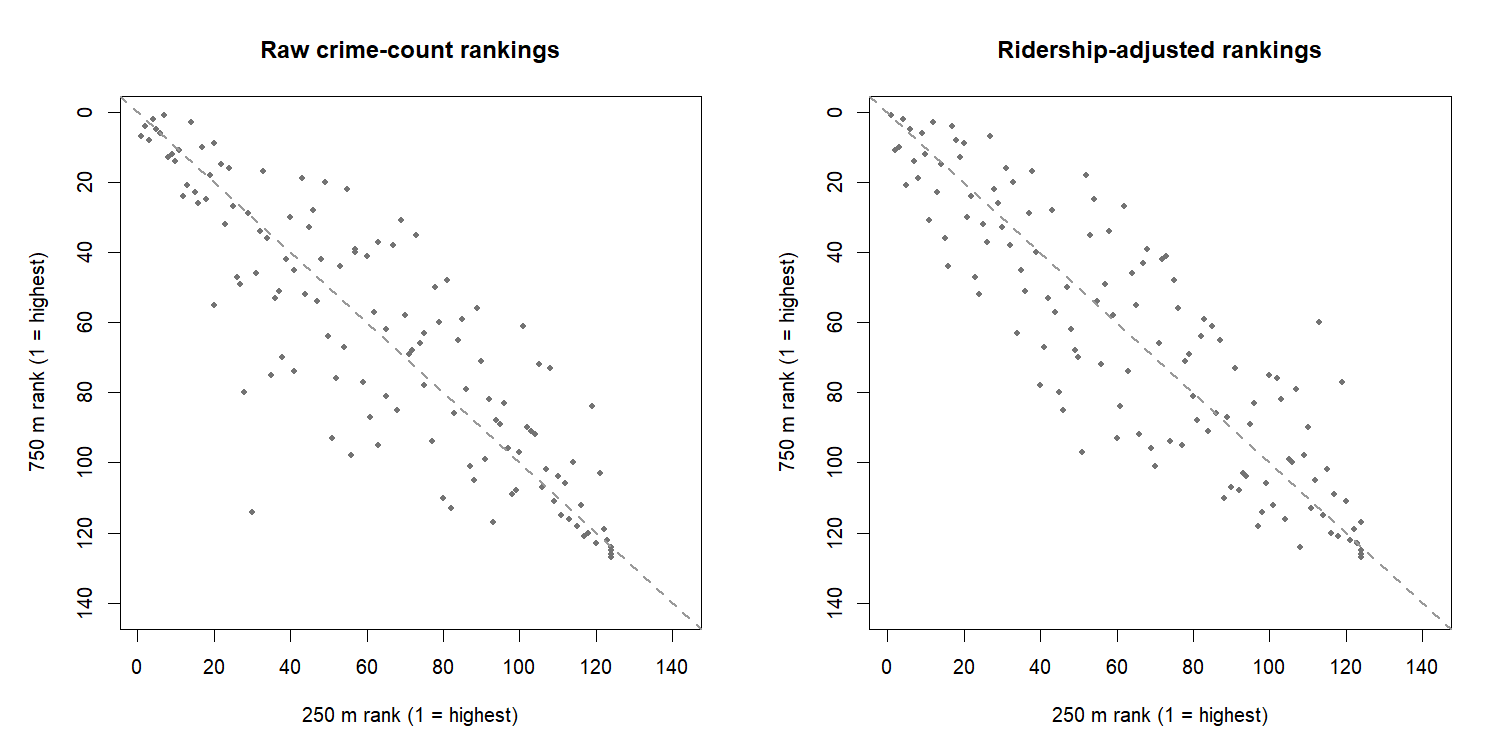 Raw crime-count rankings
750 m rank (1 = highest)
0
20
40
60
80
100
120
140
0 20 40 60 80 100 120 140
250 m rank (1 = highest)
Ridership-adjusted rankings
750 m rank (1 = highest)
0
20
40
60
80
100
120
140
0 20 40 60 80 100 120 140
250 m rank (1 = highest)